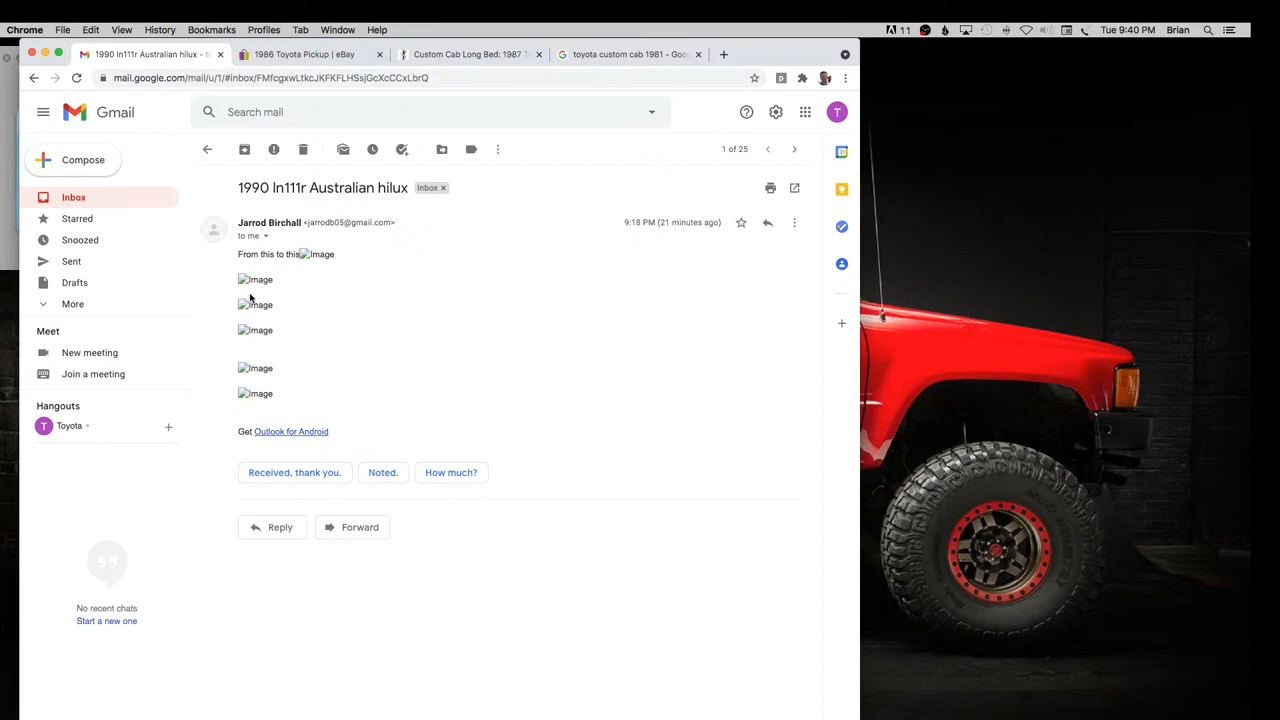 Chrome File Edit View History Bookmarks Profiles Tab Window Help 11 Tue 9:40 PM Brian
1990 ln111r Australian hilux - to 1986 Toyota Pickup | eBay Custom Cab Long Bed: 1987 T toyota custom cab 1981 - Goo
mail.google.com/mail/u/1/#inbox/FMfcgxwLtkcJKFKFLHSsjGcXcCCxLbrQ
Gmail Search mail T
Compose 1 of 25
Inbox
1990 ln111r Australian hilux Inbox x
Starred
Jarrod Birchall <jarrodb05@gmail.com> 9:18 PM (21 minutes ago)
to me
Snoozed
From this to this Image
Sent
Image
Drafts
Image
More
Image
Meet
New meeting
Image
Join a meeting
Image
Hangouts
T Toyota
Get Outlook for Android
Received, thank you. Noted. How much?
Reply Forward
No recent chats
Start a new one